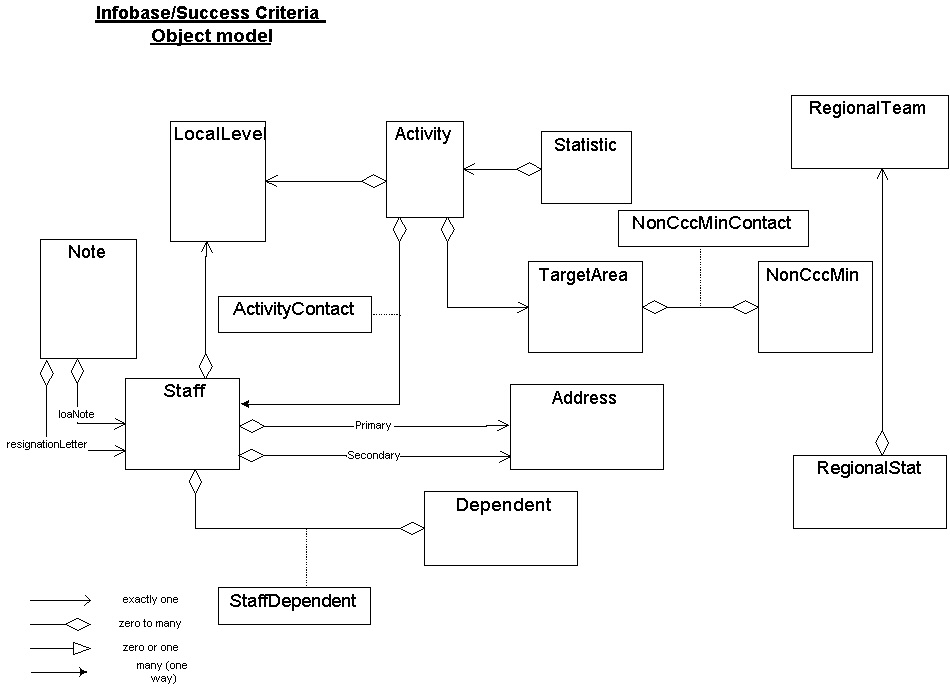 Infobase/Success Criteria
Object model
RegionalTeam
LocalLevel
Activity
Statistic
NonCccMinContact
Note
TargetArea
NonCccMin
ActivityContact
Staff
Address
loaNote
Primary
resignationLetter
Secondary
RegionalStat
Dependent
StaffDependent
exactly one
zero to many
zero or one
many (one
way)